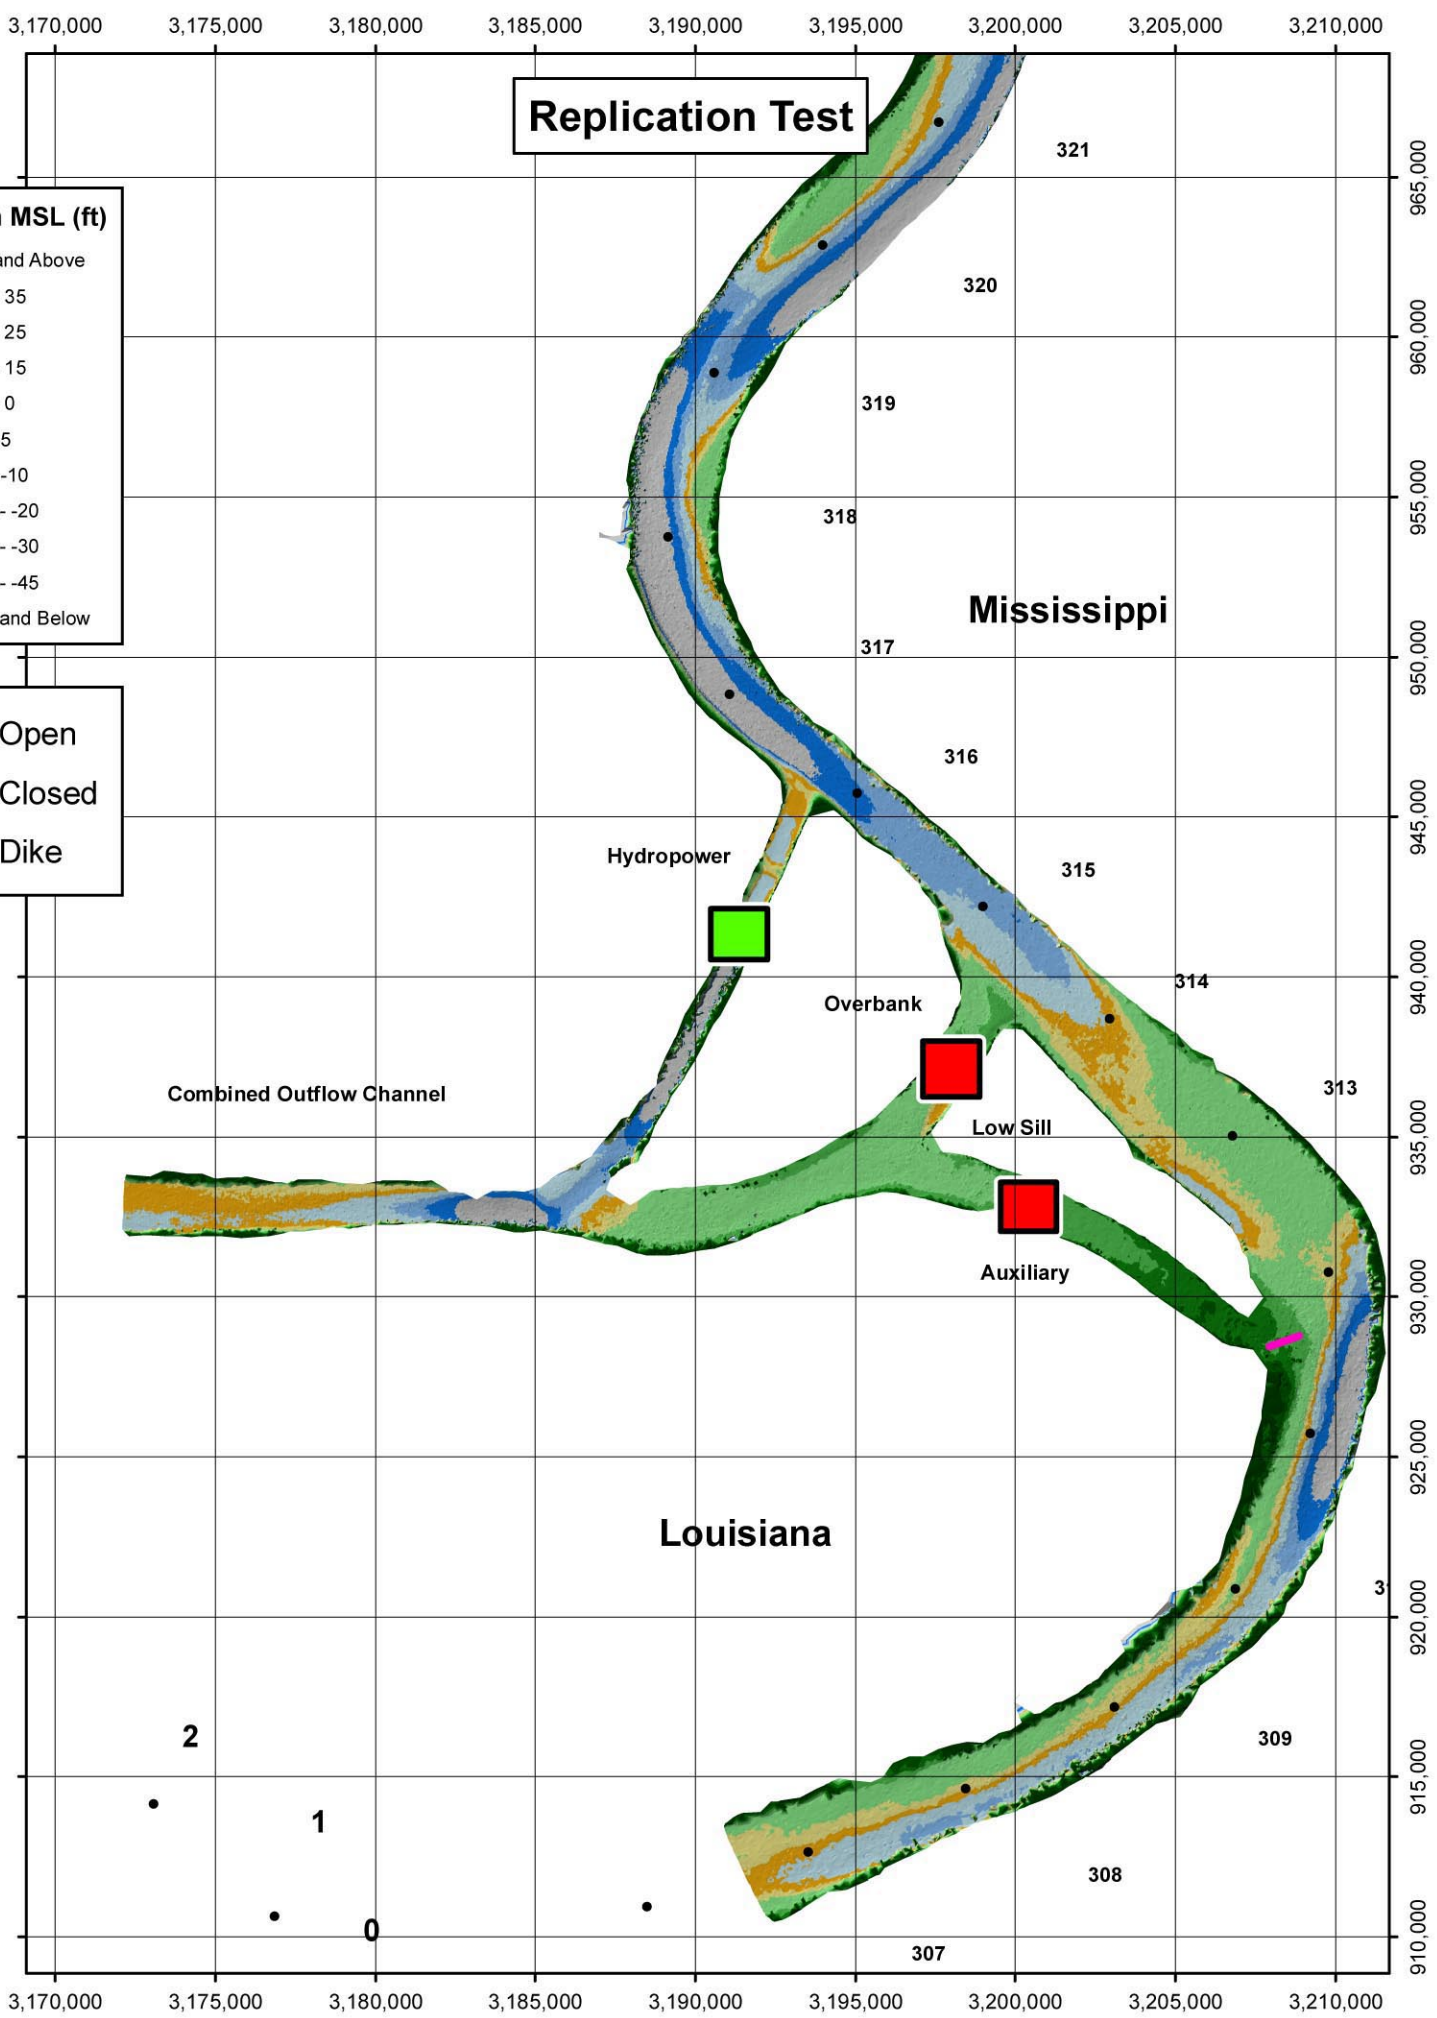 3,170,000 3,175,000 3,180,000 3,185,000 3,190,000 3,195,000 3,200,000 3,205,000 3,210,000
Replication Test
321
965,000
MSL (ft)
and Above
35
25
15
0
5
-10
- -20
- -30
- -45
and Below
320
960,000
319
955,000
318
Mississippi
317
950,000
Open
Closed
Dike
316
945,000
Hydropower
315
940,000
314
Overbank
313
Combined Outflow Channel
Low Sill
935,000
Auxiliary
930,000
925,000
Louisiana
920,000
2
309
915,000
1
308
0
307
910,000
3,170,000 3,175,000 3,180,000 3,185,000 3,190,000 3,195,000 3,200,000 3,205,000 3,210,000